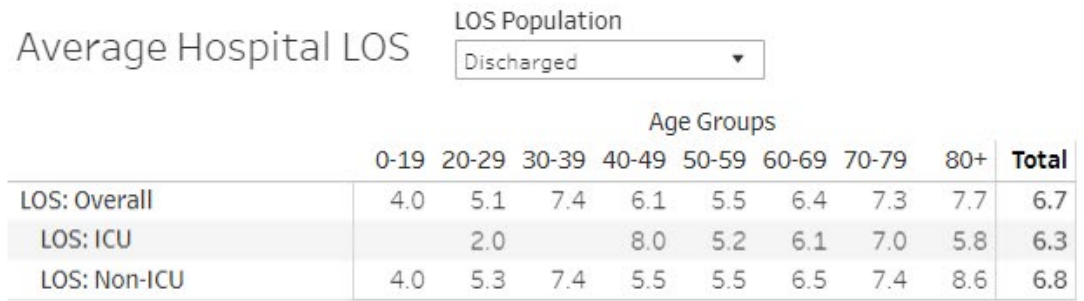 LOS Population
Average Hospital LOS
Discharged
Age Groups
0-19 20-29 30-39 40-49 50-59 60-69 70-79 80+ Total
LOS: Overall 4.0 5.1 7.4 6.1 5.5 6.4 7.3 7.7 6.7
LOS: ICU 2.0 8.0 5.2 6.1 7.0 5.8 6.3
LOS: Non-ICU 4.0 5.3 7.4 5.5 5.5 6.5 7.4 8.6 6.8